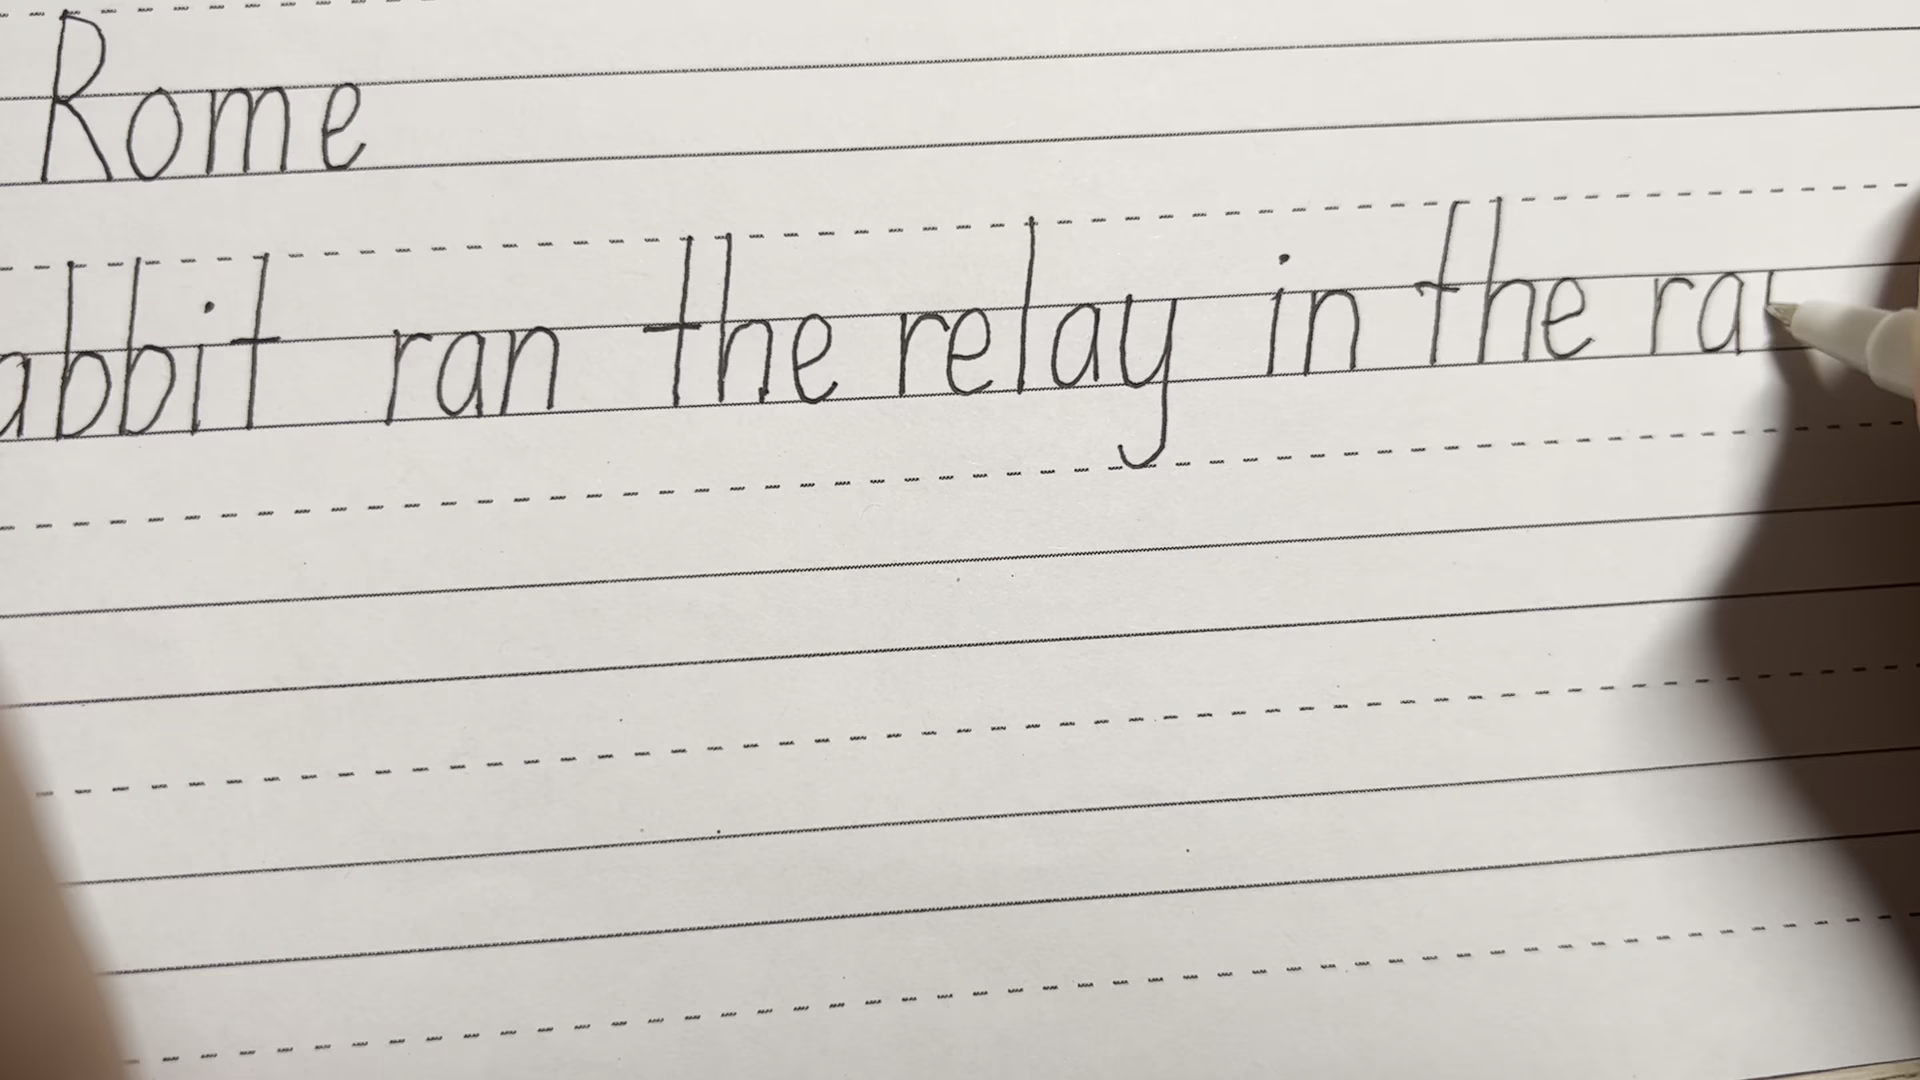 Rome
abbit ran the relay in the ra